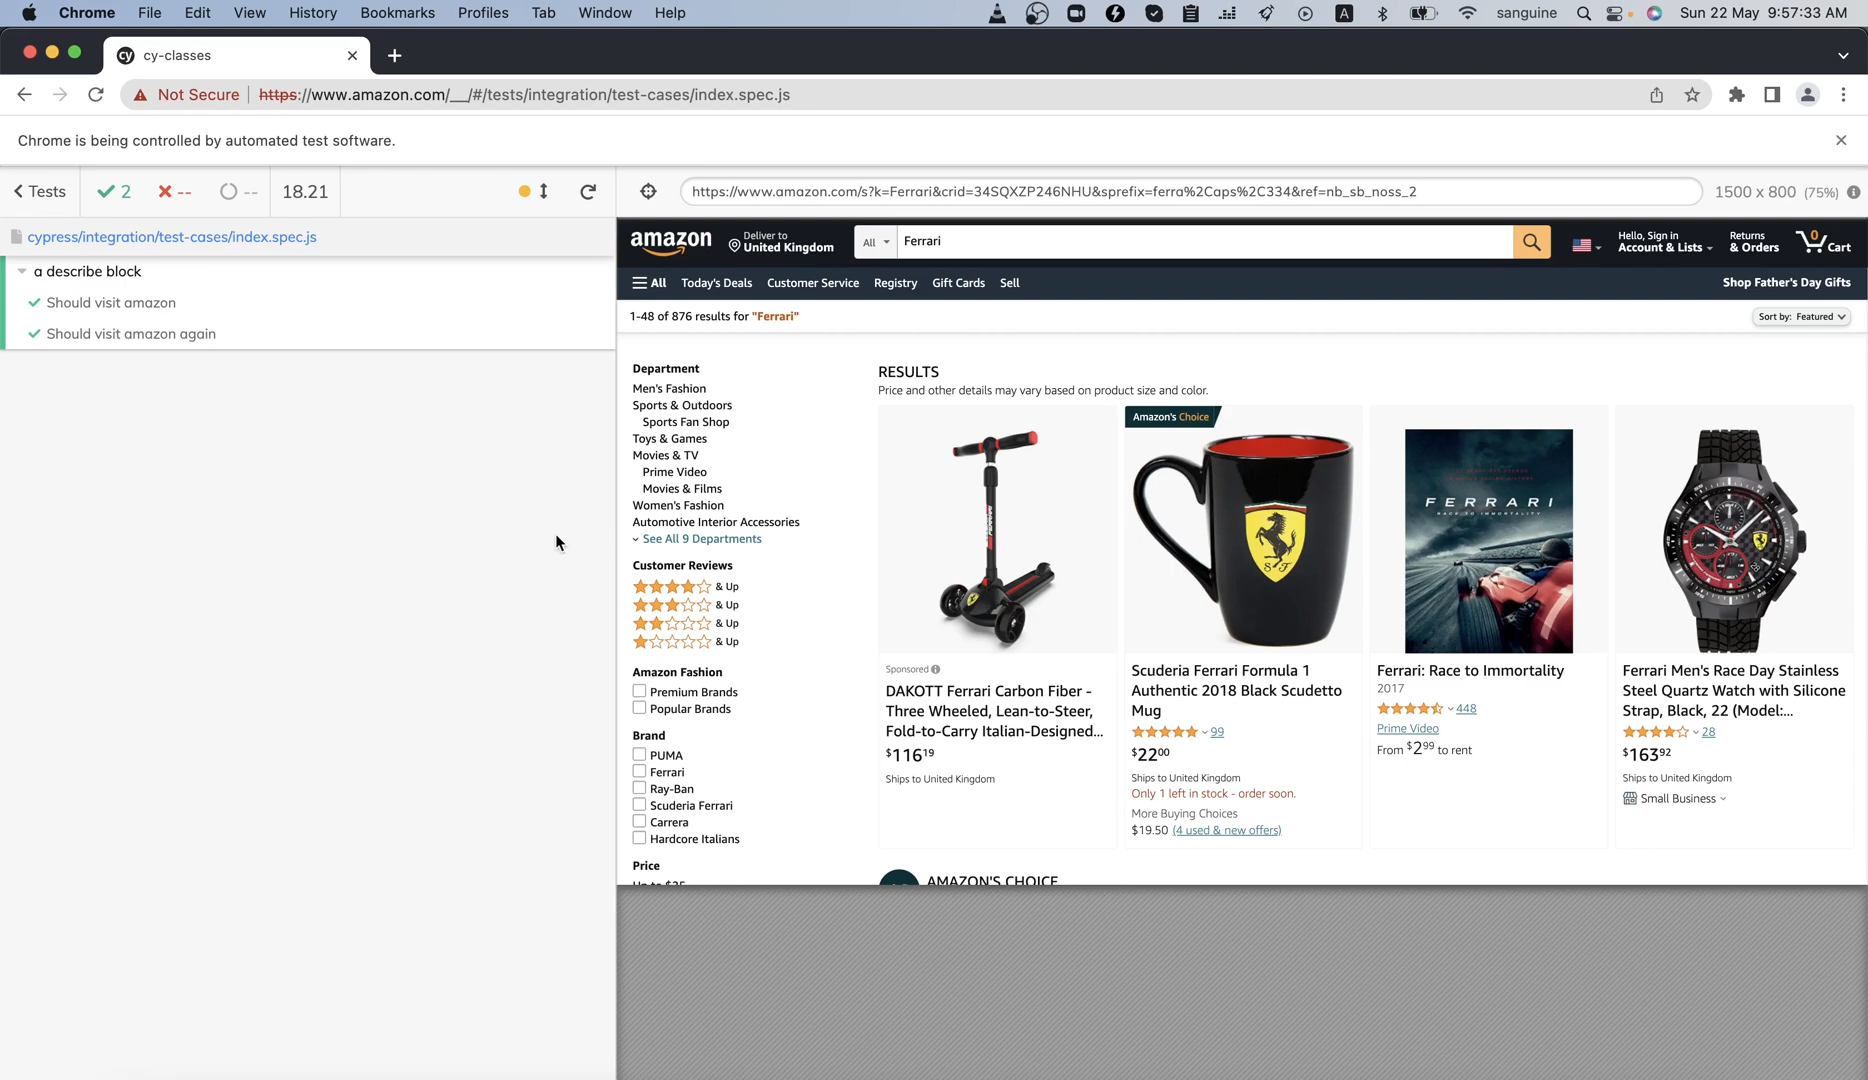 Chrome File Edit View History Bookmarks Profiles Tab Window Help
A sanguine Sun 22 May 9:57:33 AM
cy cy-classes
Not Secure https://www.amazon.com/__/#/tests/integration/test-cases/index.spec.js
Chrome is being controlled by automated test software.
Tests 2 -- -- 18.21
https://www.amazon.com/s?k=Ferrari&crid=34SQXZP246NHU&sprefix=ferra%2Caps%2C334&ref=nb_sb_noss_2 1500 x 800 (75%)
cypress/integration/test-cases/index.spec.js
a describe block
Should visit amazon
Should visit amazon again
amazon
Deliver to
United Kingdom
All Ferrari
Hello, Sign in
Account & Lists
Returns
& Orders
0
Cart
All Today's Deals Customer Service Registry Gift Cards Sell Shop Father's Day Gifts
1-48 of 876 results for "Ferrari" Sort by: Featured
Department
Men's Fashion
Sports & Outdoors
Sports Fan Shop
Toys & Games
Movies & TV
Prime Video
Movies & Films
Women's Fashion
Automotive Interior Accessories
See All 9 Departments
Customer Reviews
& Up
& Up
& Up
& Up
Amazon Fashion
Premium Brands
Popular Brands
Brand
PUMA
Ferrari
Ray-Ban
Scuderia Ferrari
Carrera
Hardcore Italians
Price
Up to $25
RESULTS
Price and other details may vary based on product size and color.
Sponsored
DAKOTT Ferrari Carbon Fiber -
Three Wheeled, Lean-to-Steer,
Fold-to-Carry Italian-Designed...
$116 19
Ships to United Kingdom
Amazon's Choice
S F
Scuderia Ferrari Formula 1
Authentic 2018 Black Scudetto
Mug
99
$22 00
Ships to United Kingdom
Only 1 left in stock - order soon.
More Buying Choices
$19.50 (4 used & new offers)
FERRARI
RACE TO IMMORTALITY
Ferrari: Race to Immortality
2017
448
Prime Video
From $2 99 to rent
Ferrari Men's Race Day Stainless
Steel Quartz Watch with Silicone
Strap, Black, 22 (Model:...
28
$163 92
Ships to United Kingdom
Small Business
AMAZON'S CHOICE